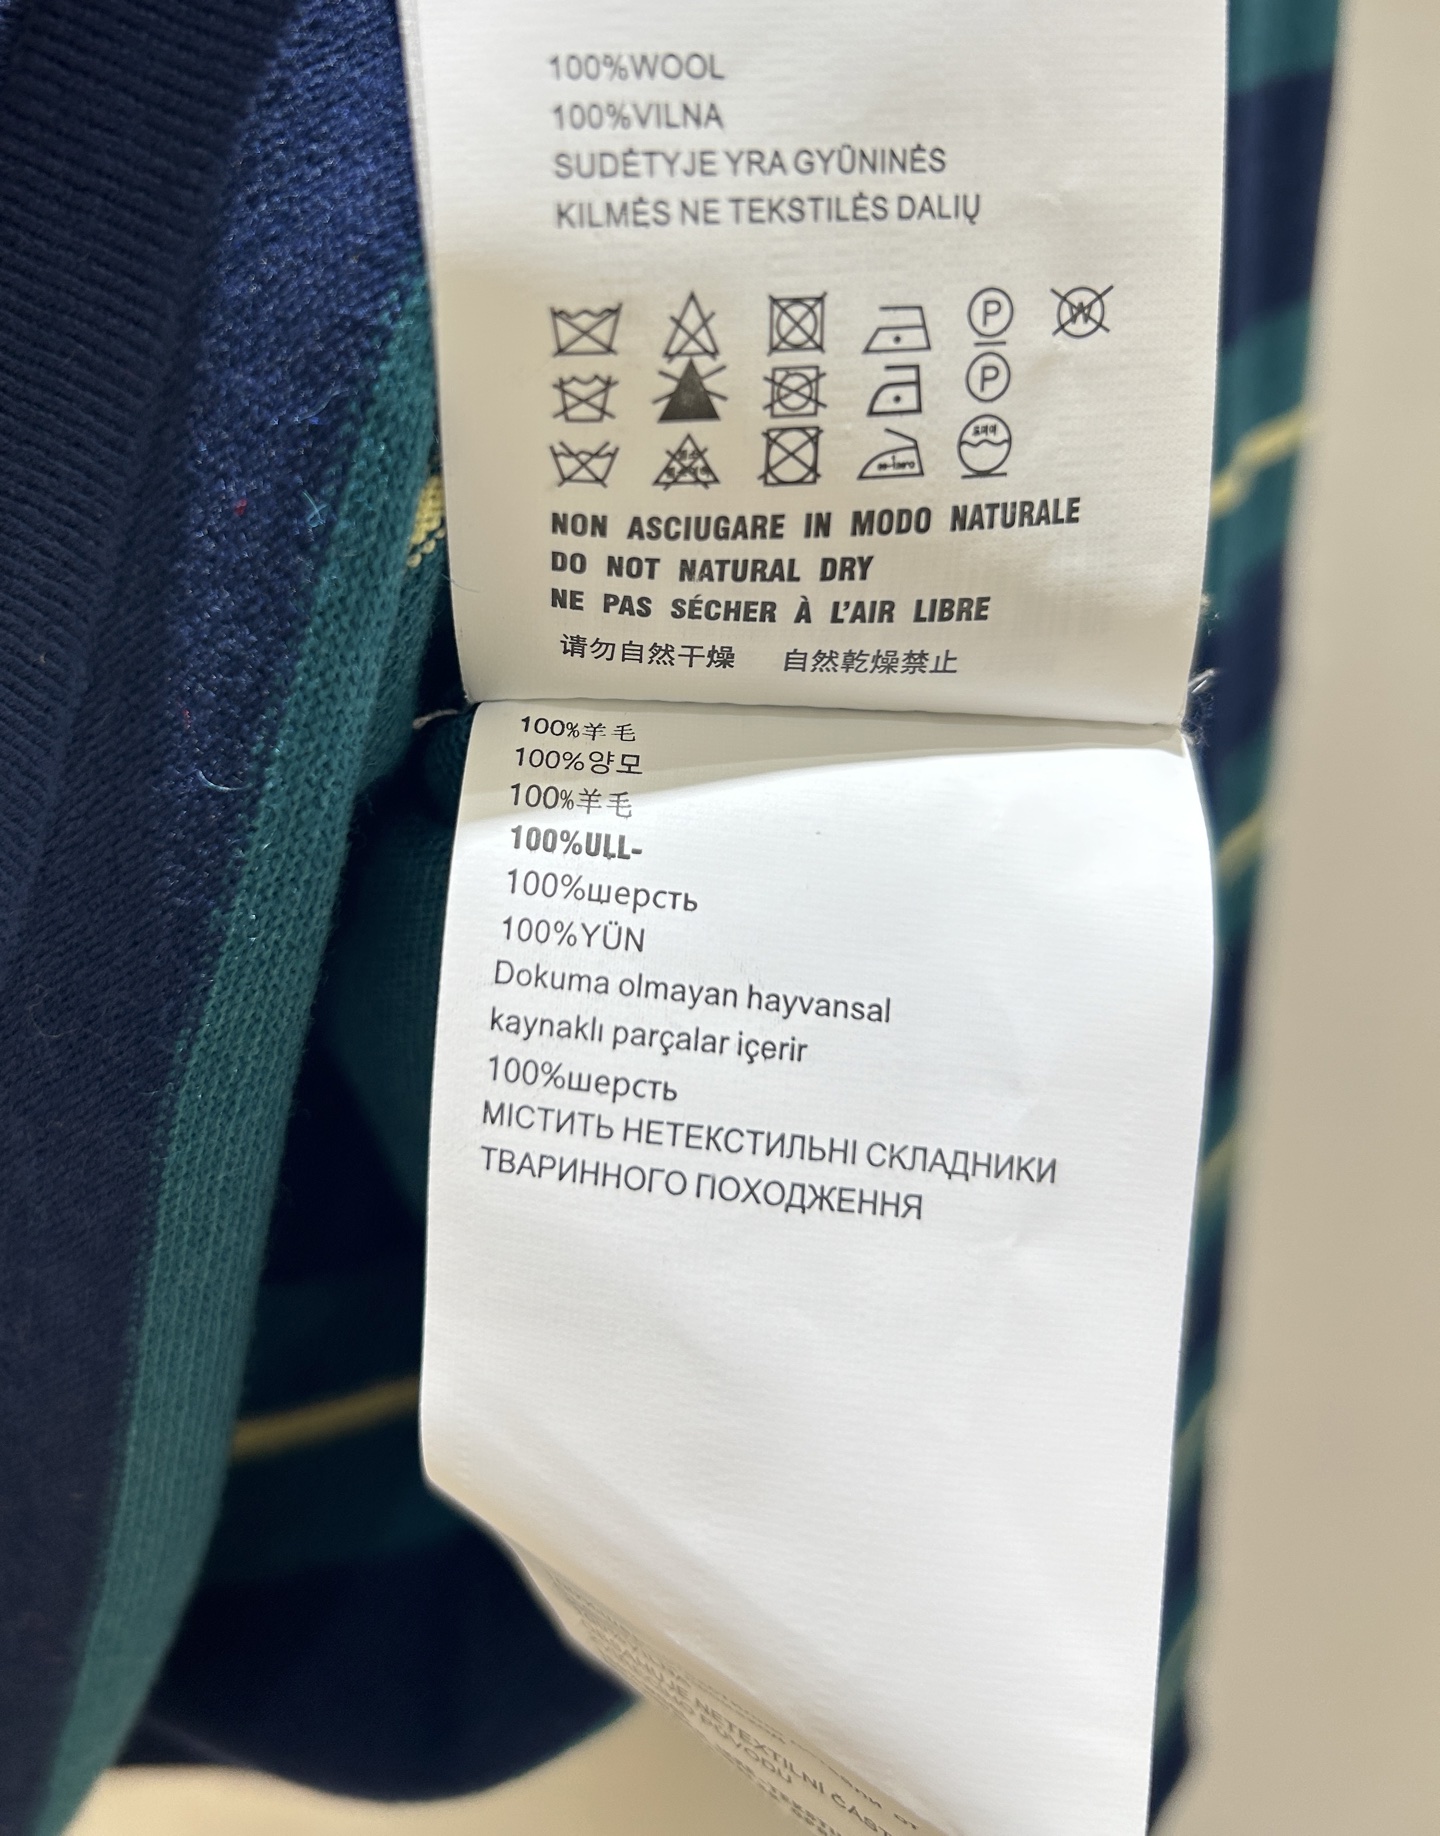 100%WOOL
100%VILNA
SUDĖTYJE YRA GYŪNINĖS
KILMĖS NE TEKSTILĖS DALIŲ
P W
P
NON ASCIUGARE IN MODO NATURALE
DO NOT NATURAL DRY
NE PAS SÉCHER À L'AIR LIBRE
请勿自然干燥 自然乾燥禁止
100%羊毛
100%양모
100%羊毛
100%ULL-
100%шерсть
100%YÜN
Dokuma olmayan hayvansal
kaynaklı parçalar içerir
100%шерсть
МІСТИТЬ НЕТЕКСТИЛЬНІ СКЛАДНИКИ
ТВАРИННОГО ПОХОДЖЕННЯ
NETEXTILNÍ ČÁST
PŮVODU